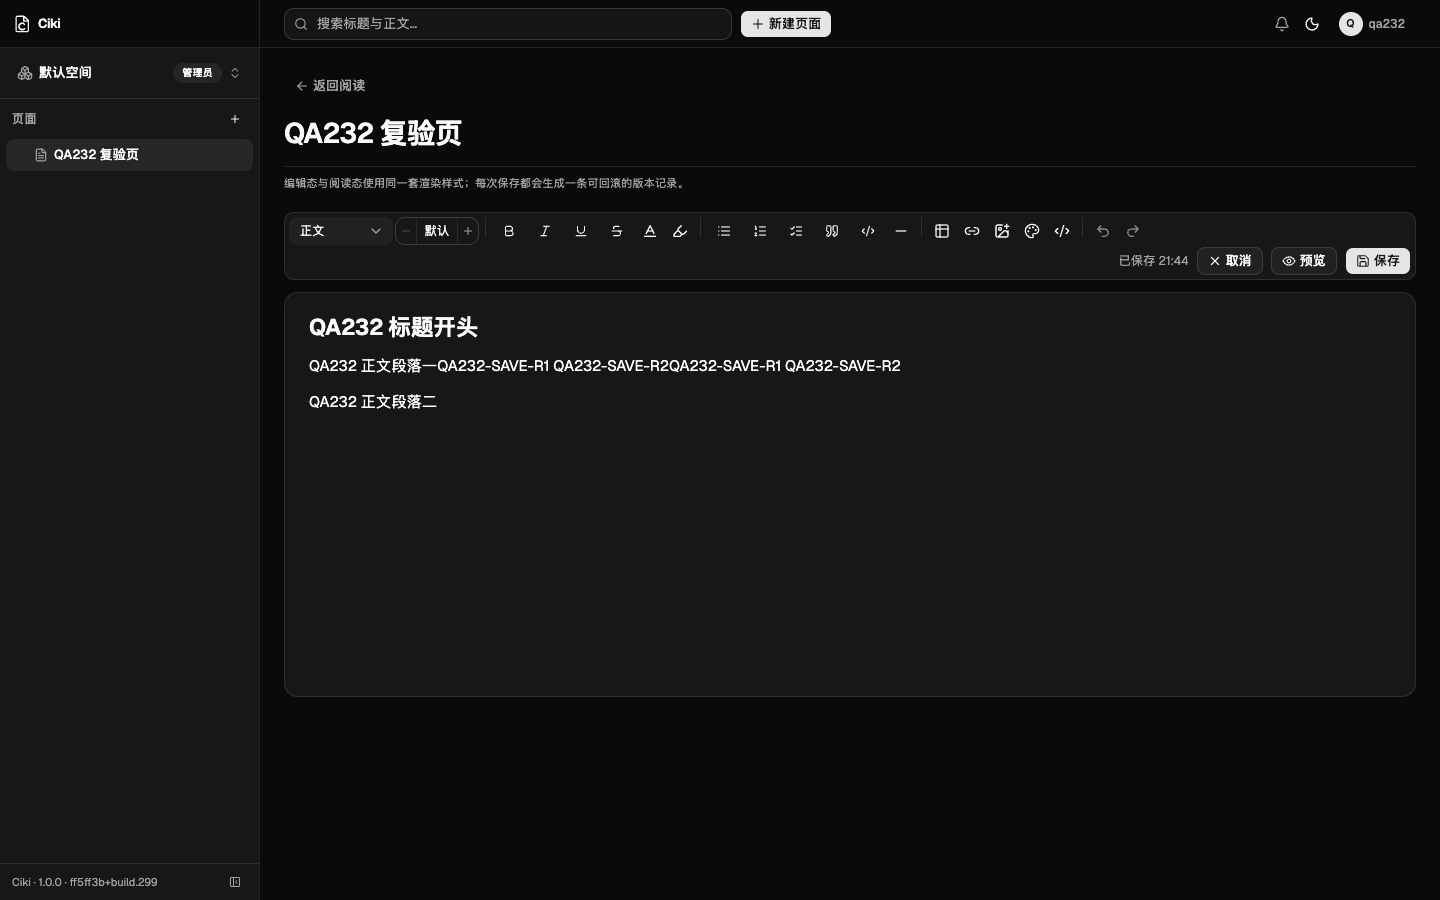 Ciki
搜索标题与正文...
新建页面
Q
qa232
默认空间
管理员
页面
QA232 复验页
返回阅读
QA232 复验页
编辑态与阅读态使用同一套渲染样式；每次保存都会生成一条可回滚的版本记录。
正文
默认
已保存 21:44
取消
预览
保存
QA232 标题开头
QA232 正文段落一QA232-SAVE-R1 QA232-SAVE-R2QA232-SAVE-R1 QA232-SAVE-R2
QA232 正文段落二
Ciki · 1.0.0 · ff5ff3b+build.299